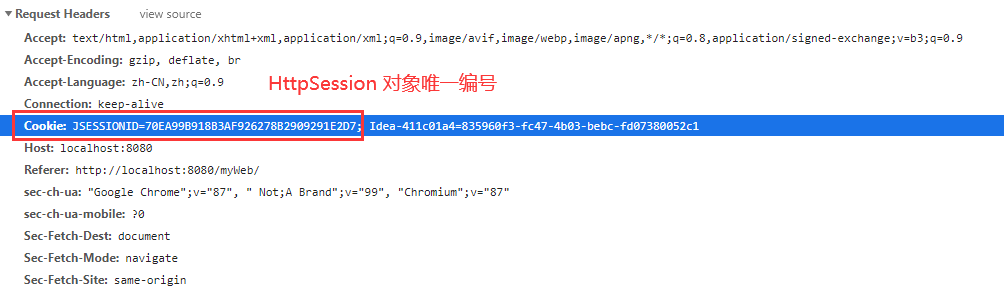 Request Headers view source
Accept: text/html,application/xhtml+xml,application/xml;q=0.9,image/avif,image/webp,image/apng,*/*;q=0.8,application/signed-exchange;v=b3;q=0.9
Accept-Encoding: gzip, deflate, br
Accept-Language: zh-CN,zh;q=0.9
HttpSession 对象唯一编号
Connection: keep-alive
Cookie: JSESSIONID=70EA99B918B3AF926278B2909291E2D7; Idea-411c01a4=835960f3-fc47-4b03-bebc-fd07380052c1
Host: localhost:8080
Referer: http://localhost:8080/myWeb/
sec-ch-ua: "Google Chrome";v="87", " Not;A Brand";v="99", "Chromium";v="87"
sec-ch-ua-mobile: ?0
Sec-Fetch-Dest: document
Sec-Fetch-Mode: navigate
Sec-Fetch-Site: same-origin